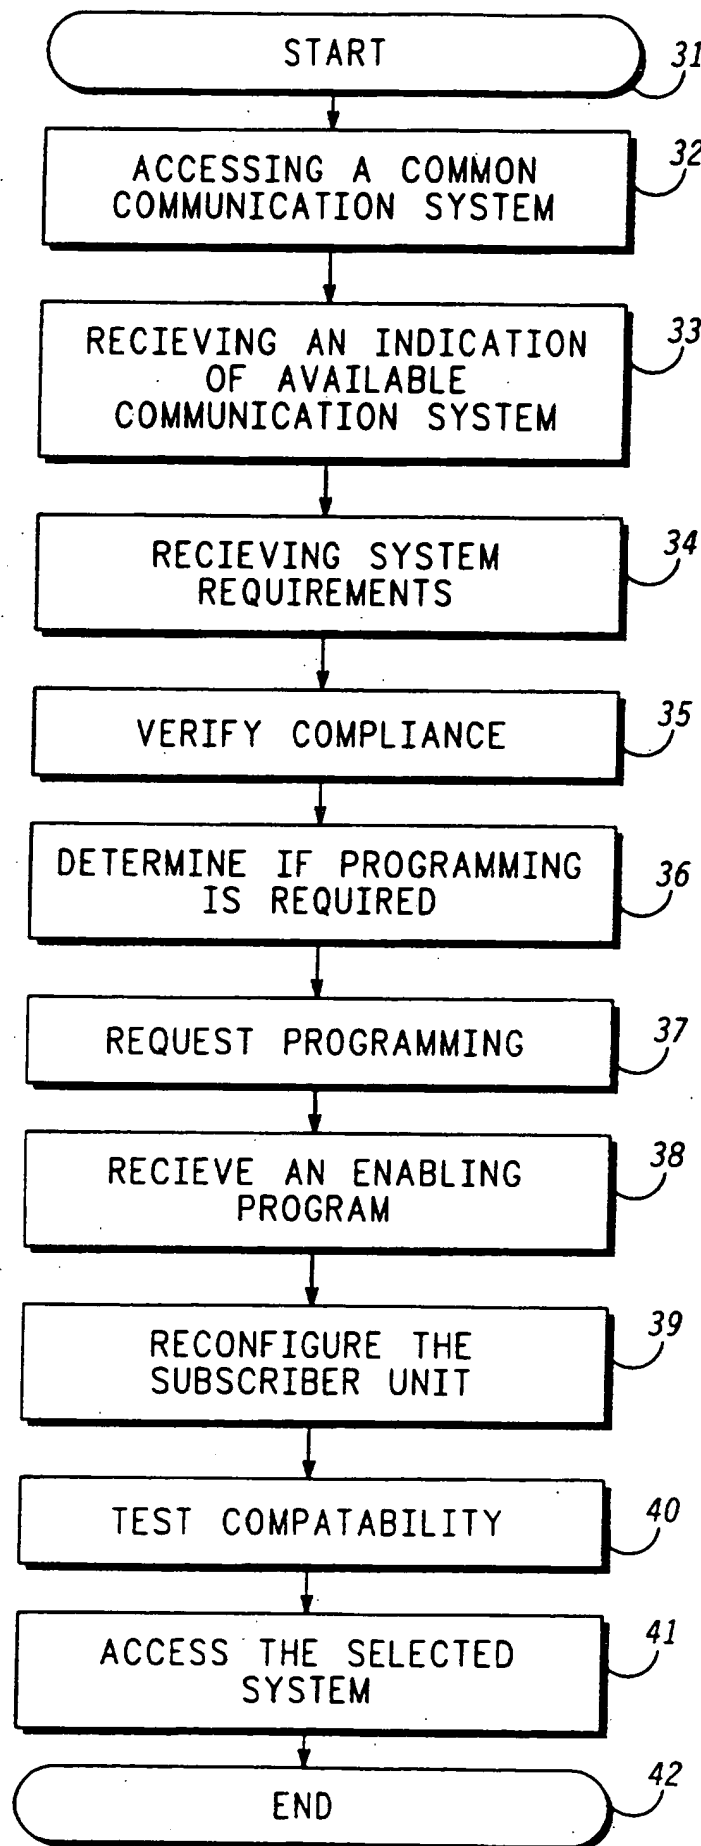 START
31
ACCESSING A COMMON
COMMUNICATION SYSTEM
32
RECIEVING AN INDICATION
OF AVAILABLE
COMMUNICATION SYSTEM
33
RECIEVING SYSTEM
REQUIREMENTS
34
VERIFY COMPLIANCE
35
DETERMINE IF PROGRAMMING
IS REQUIRED
36
REQUEST PROGRAMMING
37
RECIEVE AN ENABLING
PROGRAM
38
RECONFIGURE THE
SUBSCRIBER UNIT
39
TEST COMPATABILITY
40
ACCESS THE SELECTED
SYSTEM
41
END
42